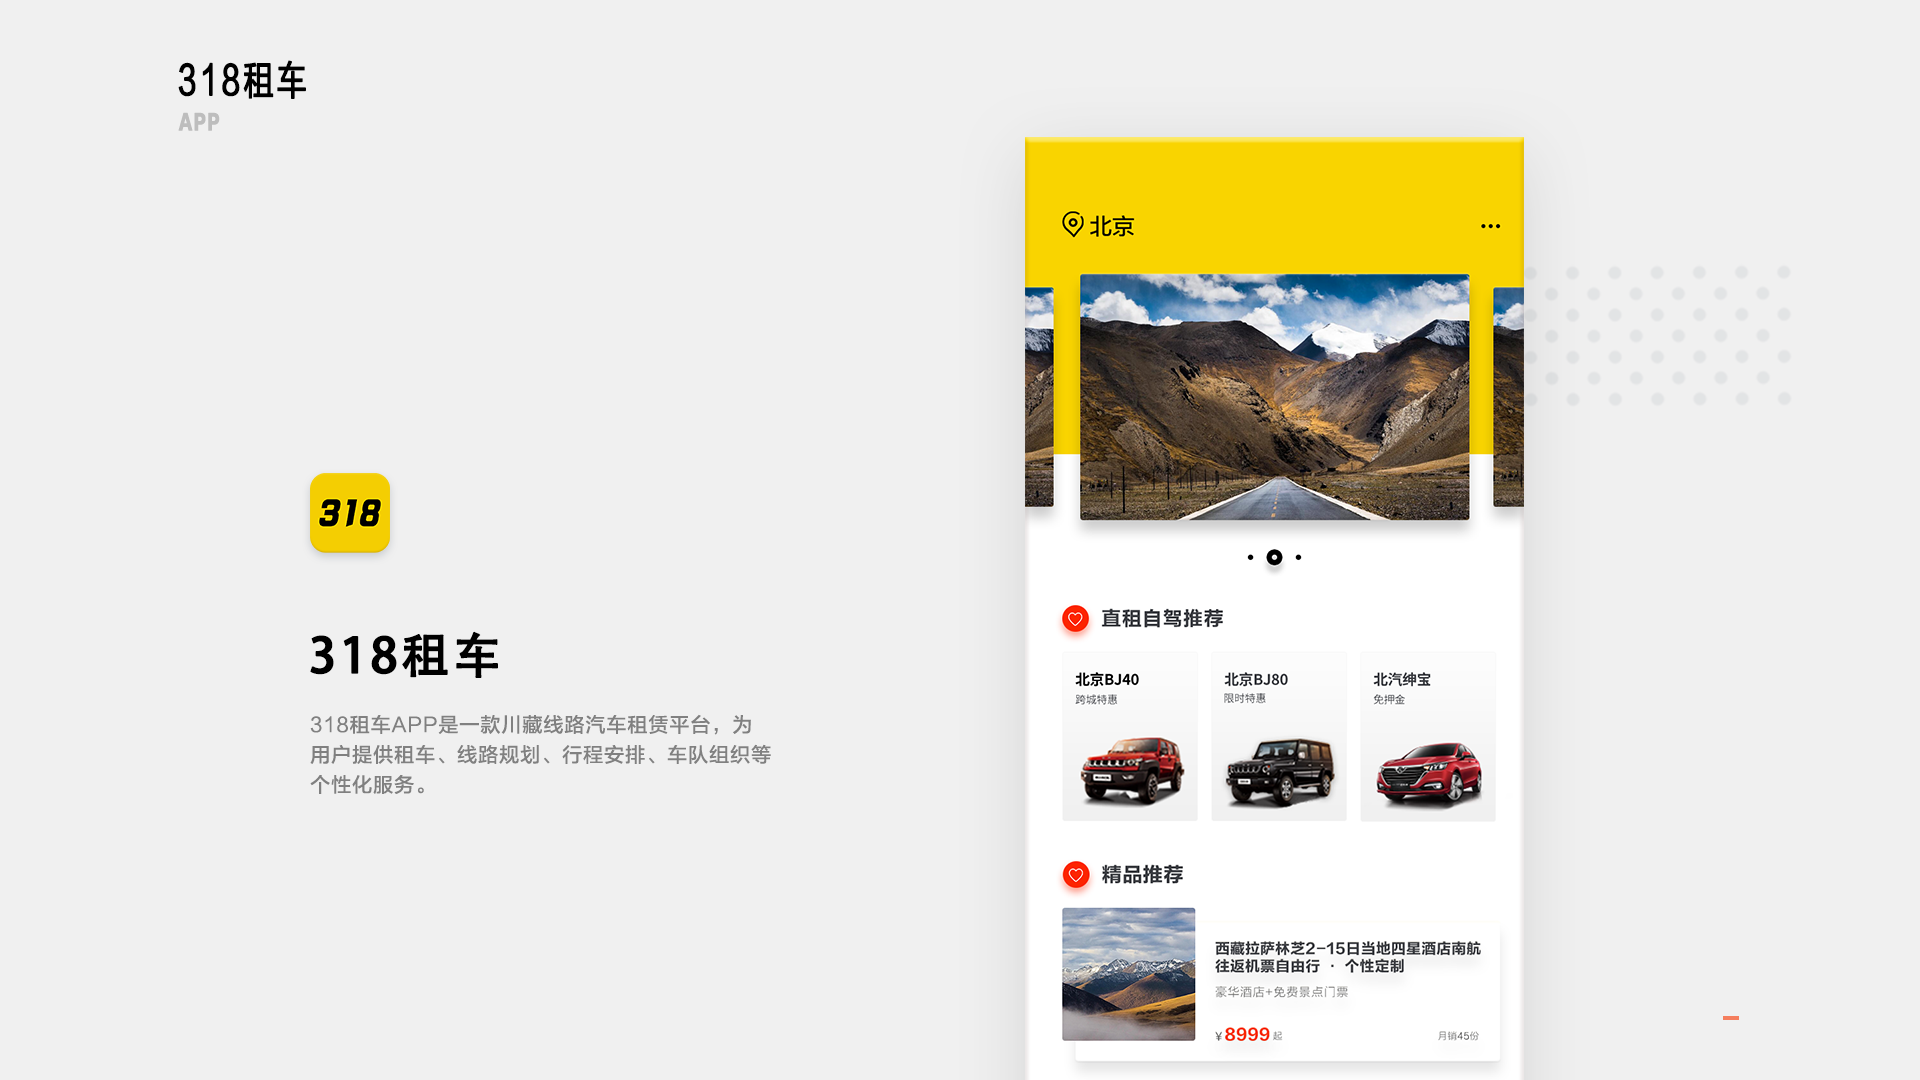 318租车
APP
318
318租车
318租车APP是一款川藏线路汽车租赁平台，为
用户提供租车、线路规划、行程安排、车队组织等
个性化服务。
北京
直租自驾推荐
北京BJ40
跨城特惠
北京BJ80
限时特惠
北汽绅宝
免押金
精品推荐
西藏拉萨林芝2-15日当地四星酒店南航
往返机票自由行 · 个性定制
豪华酒店+免费景点门票
¥8999起
月销45份